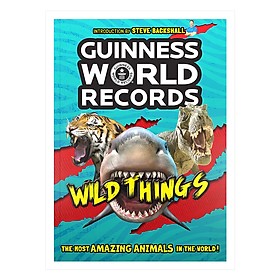 INTRODUCTION BY STEVE BACKSHALL
GUINNESS
WORLD
RECORDS
WILD THINGS
THE MOST AMAZING ANIMALS IN THE WORLD!